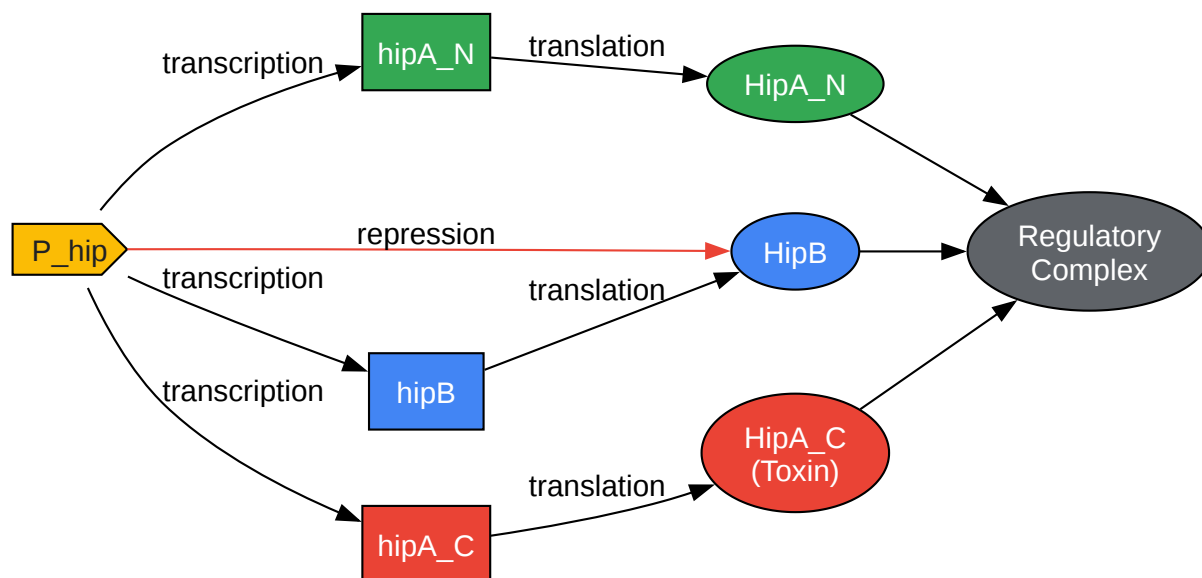 transcription
hipA_N
translation
HipA_N
P_hip
repression
HipB
Regulatory
Complex
transcription
translation
hipB
transcription
HipA_C
(Toxin)
translation
hipA_C